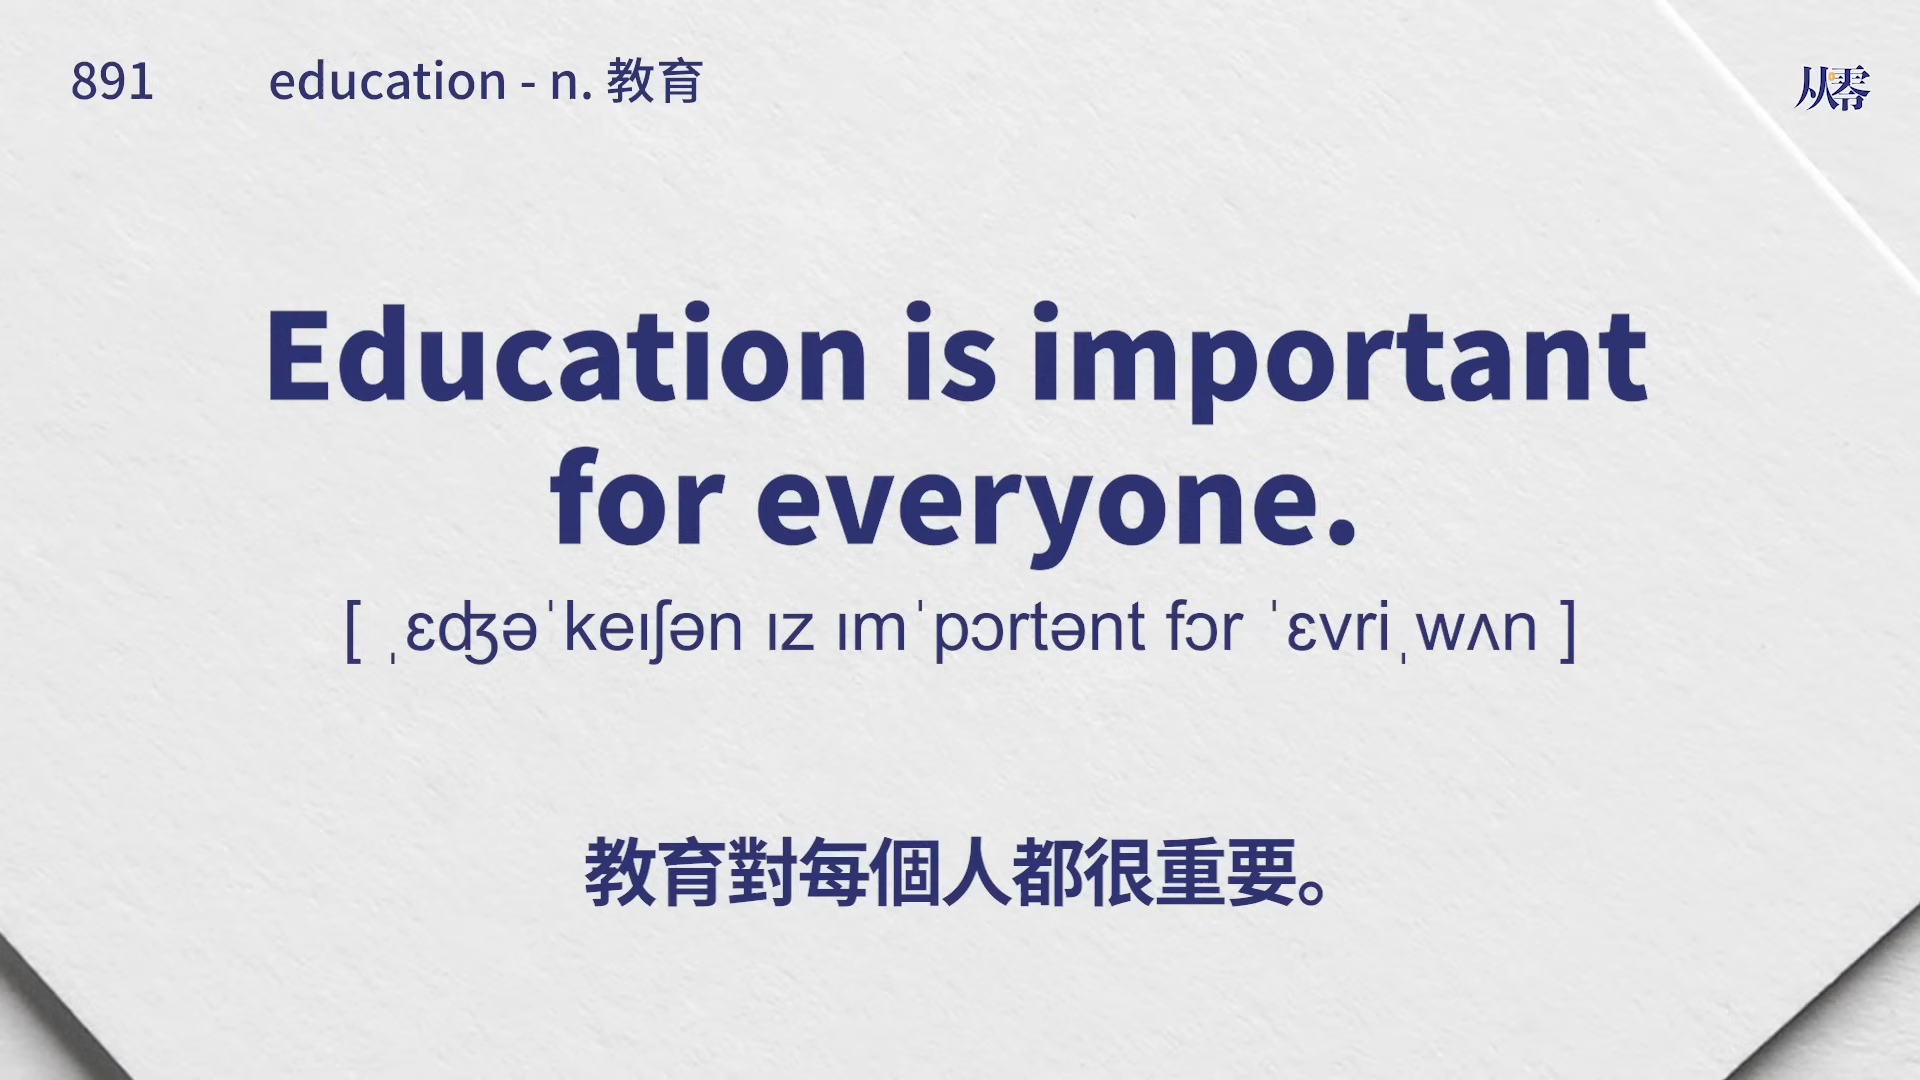 891 education - n. 教育
从零
Education is important
for everyone.
[ ˌɛʤəˈkeɪʃən ɪz ɪmˈpɔrtənt fɔr ˈɛvriˌwʌn ]
教育對每個人都很重要。